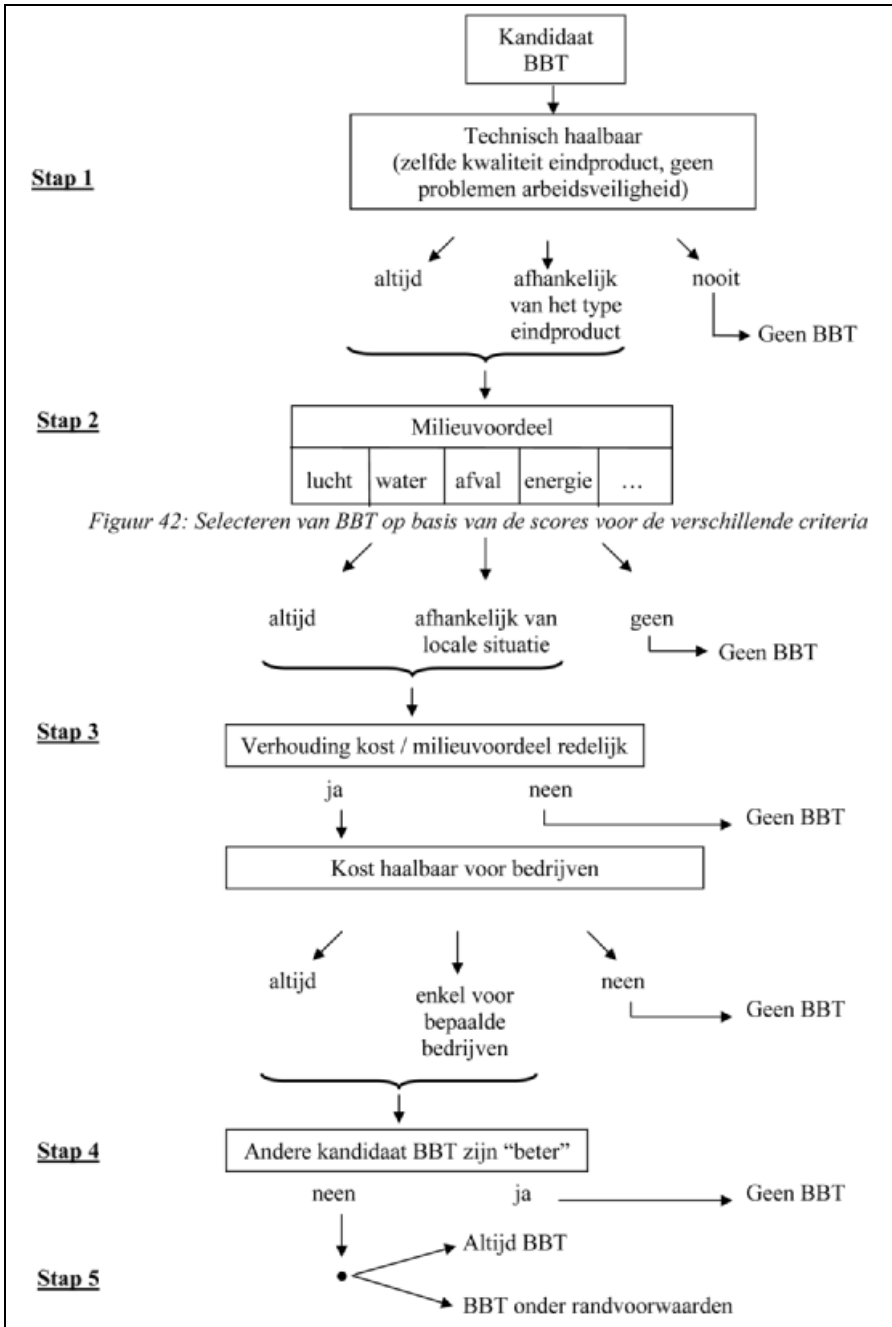 Kandidaat
BBT
Stap 1
Technisch haalbaar
(zelfde kwaliteit eindproduct, geen
problemen arbeidsveiligheid)
altijd
afhankelijk
van het type
eindproduct
nooit
Geen BBT
Stap 2
Milieuvoordeel
lucht water afval energie ...
Figuur 42: Selecteren van BBT op basis van de scores voor de verschillende criteria
altijd
afhankelijk van
locale situatie
geen
Geen BBT
Stap 3
Verhouding kost / milieuvoordeel redelijk
ja neen
Geen BBT
Kost haalbaar voor bedrijven
altijd
enkel voor
bepaalde
bedrijven
neen
Geen BBT
Stap 4
Andere kandidaat BBT zijn “beter”
neen ja
Geen BBT
Stap 5
Altijd BBT
BBT onder randvoorwaarden